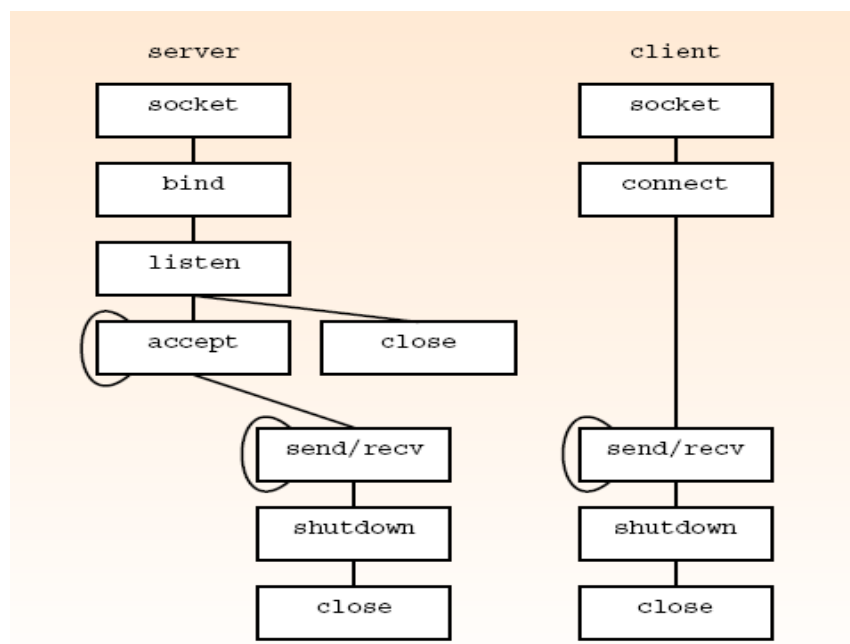 server
client
socket
socket
bind
connect
listen
accept
close
send/recv
send/recv
shutdown
shutdown
close
close